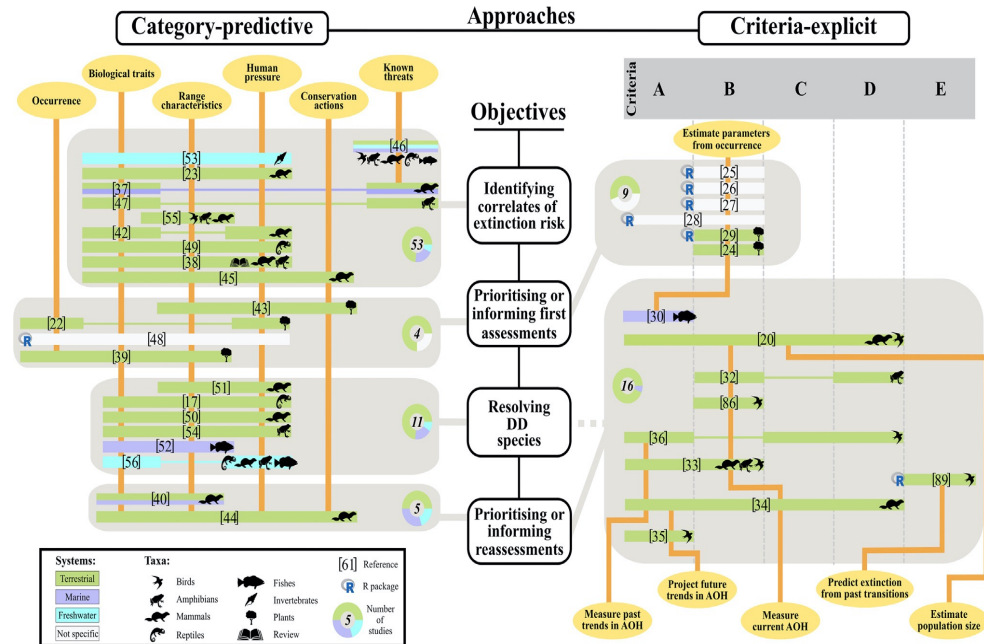 Approaches
Category-predictive
Criteria-explicit
Biological traits
Human
pressure
Known
threats
Occurrence
Range
characteristics
Conservation
actions
Objectives
Identifying
correlates of
extinction risk
Prioritising or
informing first
assessments
Resolving
DD
species
Prioritising or
informing
reassessments
[46]
[53]
[23]
[37]
[47]
[55]
[42]
[49]
[38]
[45]
53
[43]
[22]
R
[48]
[39]
4
[51]
[17]
[50]
[54]
[52]
[56]
11
[40]
[44]
5
Criteria
A
B
C
D
E
Estimate parameters
from occurrence
9
R
[25]
R
[26]
R
[27]
R
[28]
R
[29]
[24]
[30]
[20]
16
[32]
[86]
[36]
[33]
R
[89]
[34]
[35]
Project future
trends in AOH
Predict extinction
from past transitions
Measure past
trends in AOH
Measure
current AOH
Estimate
population size
Systems:
Terrestrial
Marine
Freshwater
Not specific
Taxa:
Birds
Amphibians
Mammals
Reptiles
Fishes
Invertebrates
Plants
Review
[61] Reference
R R package
5 Number
of
studies